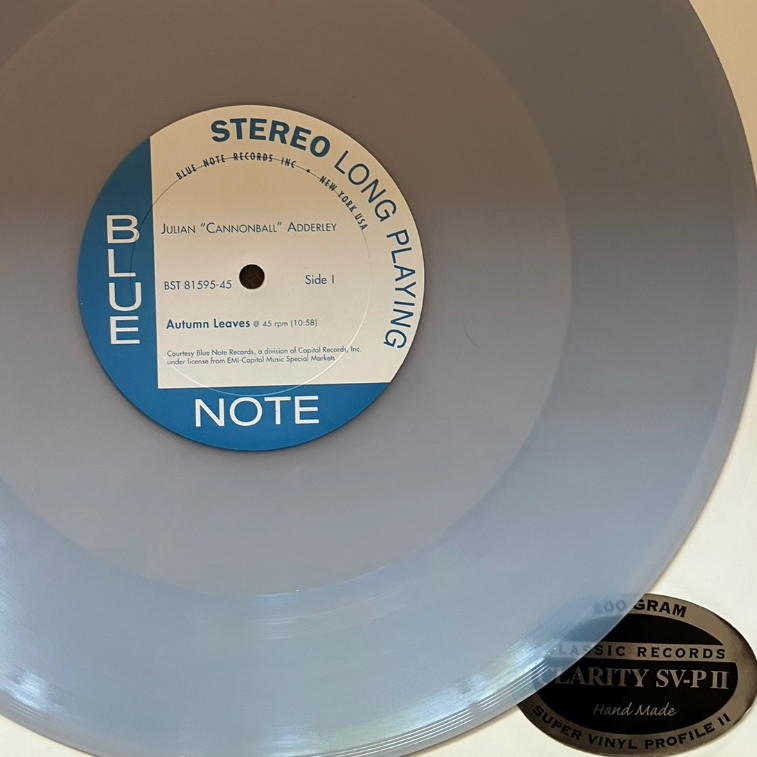 STEREO LONG PLAYING
BLUE NOTE RECORDS INC • NEW YORK USA
BLUE
JULIAN "CANNONBALL" ADDERLEY
BST 81595-45 Side 1
Autumn Leaves @ 45 rpm (10:58)
Courtesy Blue Note Records, a division of Capitol Records, Inc.
under license from EMI-Capitol Music Special Markets
NOTE
200 GRAM
CLASSIC RECORDS
CLARITY SV-P II
Hand Made
SUPER VINYL PROFILE II